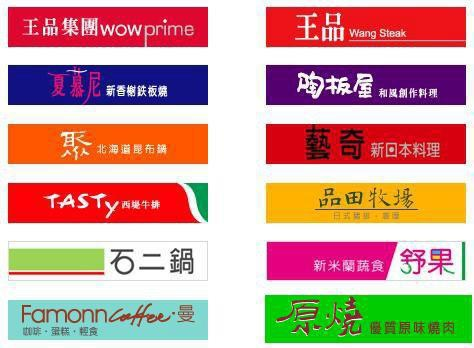 王品集團wowprime
王品 Wang Steak
夏慕尼 新香榭鉄板燒
陶板屋 和風創作料理
聚 北海道昆布鍋
藝奇 新日本料理
TASTy 西堤牛排
品田牧場
日式豬排‧咖哩
石二鍋
新米蘭蔬食 舒果
Famonn coffee‧曼
咖啡‧蛋糕‧輕食
原燒 優質原味燒肉